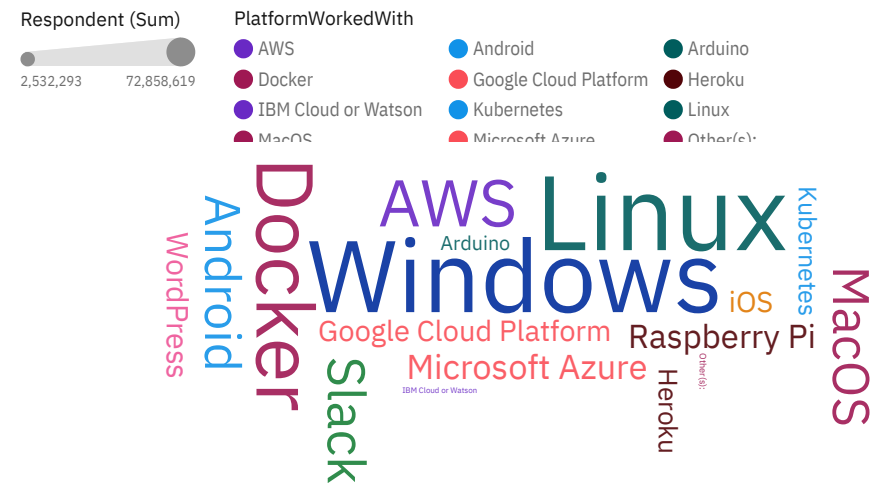 Respondent (Sum)
2,532,293 72,858,619
PlatformWorkedWith
AWS
Android
Arduino
Docker
Google Cloud Platform
Heroku
IBM Cloud or Watson
Kubernetes
Linux
MacOS
Microsoft Azure
Other(s):
WordPress
Android
Docker
AWS
Arduino
Linux
Windows
Kubernetes
iOS
Google Cloud Platform
Raspberry Pi
Microsoft Azure
IBM Cloud or Watson
Slack
Heroku
Other(s):
MacOS